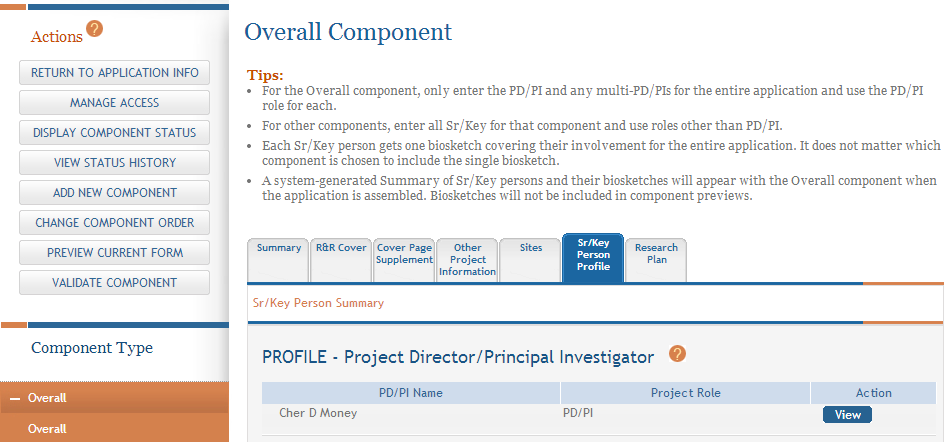 Actions ?
RETURN TO APPLICATION INFO
MANAGE ACCESS
DISPLAY COMPONENT STATUS
VIEW STATUS HISTORY
ADD NEW COMPONENT
CHANGE COMPONENT ORDER
PREVIEW CURRENT FORM
VALIDATE COMPONENT
Component Type
Overall
Overall
Overall Component
Tips:
• For the Overall component, only enter the PD/PI and any multi-PD/PIs for the entire application and use the PD/PI
role for each.
• For other components, enter all Sr/Key for that component and use roles other than PD/PI.
• Each Sr/Key person gets one biosketch covering their involvement for the entire application. It does not matter which
component is chosen to include the single biosketch.
• A system-generated Summary of Sr/Key persons and their biosketches will appear with the Overall component when
the application is assembled. Biosketches will not be included in component previews.
Summary
R&R Cover
Cover Page
Supplement
Other
Project
Information
Sites
Sr/Key
Person
Profile
Research
Plan
Sr/Key Person Summary
PROFILE - Project Director/Principal Investigator ?
PD/PI Name Project Role Action
Cher D Money PD/PI View